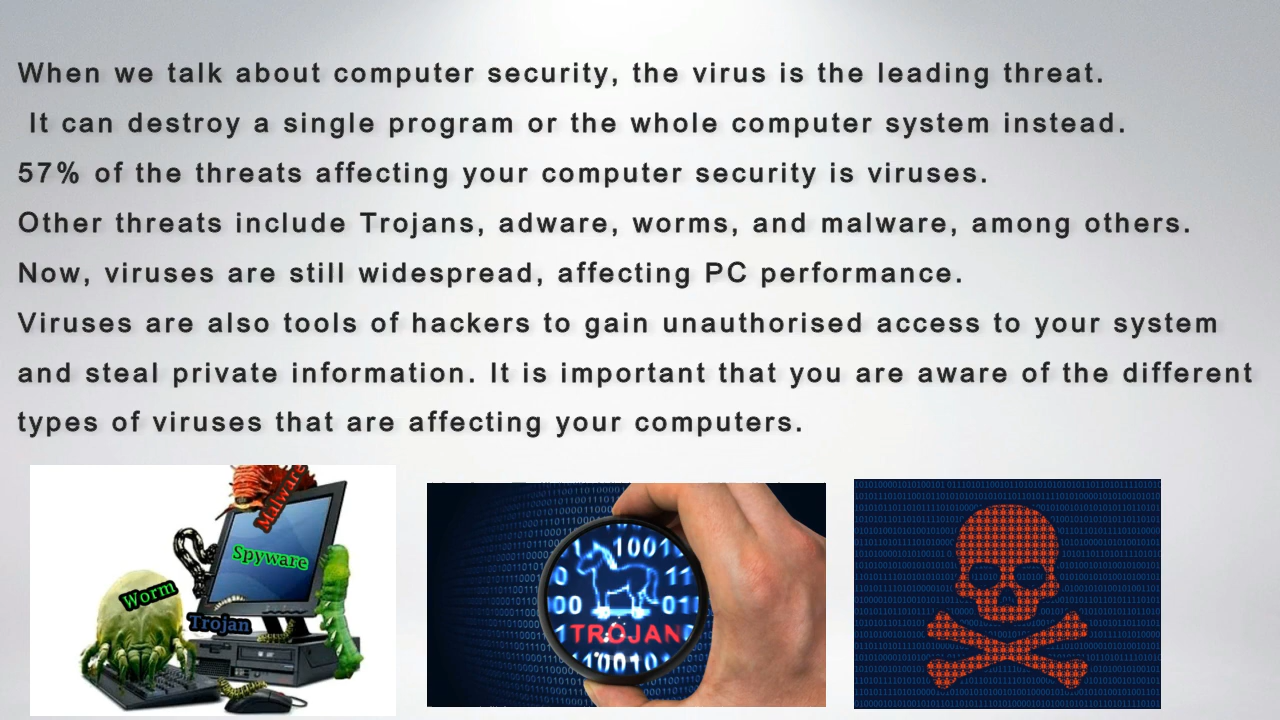 When we talk about computer security, the virus is the leading threat.
It can destroy a single program or the whole computer system instead.
57% of the threats affecting your computer security is viruses.
Other threats include Trojans, adware, worms, and malware, among others.
Now, viruses are still widespread, affecting PC performance.
Viruses are also tools of hackers to gain unauthorised access to your system
and steal private information. It is important that you are aware of the different
types of viruses that are affecting your computers.
Malware
Spyware
Worm
Trojan
TROJAN